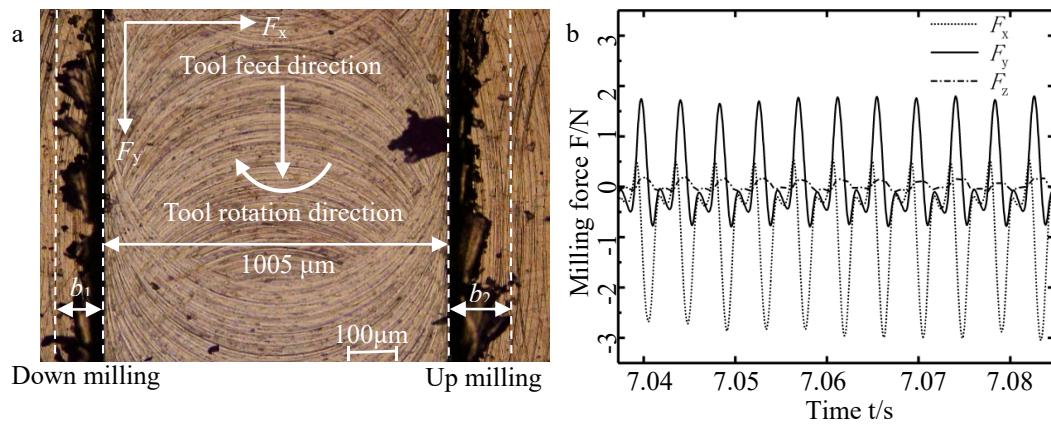 a
Fx
Tool feed direction
Fy
Tool rotation direction
1005 μm
b1
b2
100μm
Down milling
Up milling
b
Fx
Fy
Fz
3
2
1
0
-1
-2
-3
Milling force F/N
7.04
7.05
7.06
7.07
7.08
Time t/s